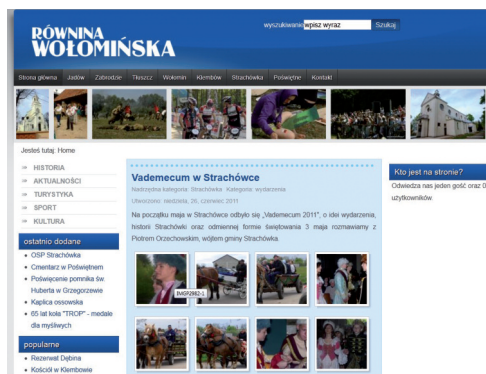 RÓWNINA
WOŁOMIŃSKA
wyszukiwanie wpisz wyraz Szukaj
Strona główna Jadów Zabrodzie Tłuszcz Wołomin Klembów Strachówka Poświętne Kontakt
Jesteś tutaj: Home
HISTORIA
AKTUALNOŚCI
TURYSTYKA
SPORT
KULTURA
ostatnio dodane
OSP Strachówka
Cmentarz w Poświętnem
Poświęcenie pomnika św.
Huberta w Grzegorzewie
Kaplica ossowska
65 lat koła "TROP" - medale
dla myśliwych
popularne
Rezerwat Dębina
Kościół w Klembowie
Vademecum w Strachówce
Nadrzędna kategoria: Strachówka Kategoria: wydarzenia
Utworzono: niedziela, 26, czerwiec 2011
Na początku maja w Strachówce odbyło się „Vademecum 2011", o idei wydarzenia,
historii Strachówki oraz odmiennej formie świętowania 3 maja rozmawiamy z
Piotrem Orzechowskim, wójtem gminy Strachówka.
IMGP2982-1
Kto jest na stronie?
Odwiedza nas jeden gość oraz 0
użytkowników